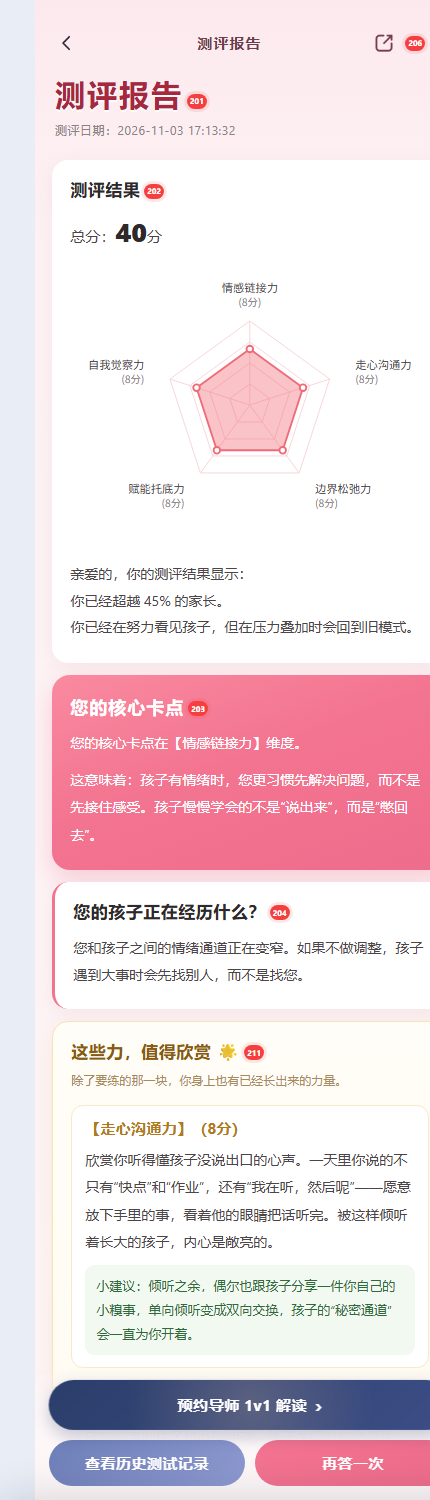 测评报告
206
测评报告 201
测评日期：2026-11-03 17:13:32
测评结果 202
总分：40分
情感链接力
(8分)
自我觉察力
(8分)
走心沟通力
(8分)
赋能托底力
(8分)
边界松弛力
(8分)
亲爱的，你的测评结果显示：
你已经超越 45% 的家长。
你已经在努力看见孩子，但在压力叠加时会回到旧模式。
您的核心卡点 203
您的核心卡点在【情感链接力】维度。
这意味着：孩子有情绪时，您更习惯先解决问题，而不是
先接住感受。孩子慢慢学会的不是“说出来”，而是“憋回
去”。
您的孩子正在经历什么？ 204
您和孩子之间的情绪通道正在变窄。如果不做调整，孩子
遇到大事时会先找别人，而不是找您。
这些力，值得欣赏 🌟 211
除了要练的那一块，你身上也有已经长出来的力量。
【走心沟通力】（8分）
欣赏你听得懂孩子没说出口的心声。一天里你说的不
只有“快点”和“作业”，还有“我在听，然后呢”——愿意
放下手里的事，看着他的眼睛把话听完。被这样倾听
着长大的孩子，内心是敞亮的。
小建议：倾听之余，偶尔也跟孩子分享一件你自己的
小糗事，单向倾听变成双向交换，孩子的“秘密通道”
会一直为你开着。
预约导师 1v1 解读 ›
查看历史测试记录
再答一次